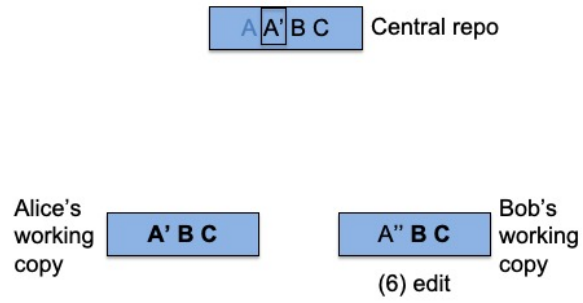 A A' B C
Central repo
Alice's
working
copy
A' B C
A'' B C
Bob's
working
copy
(6) edit